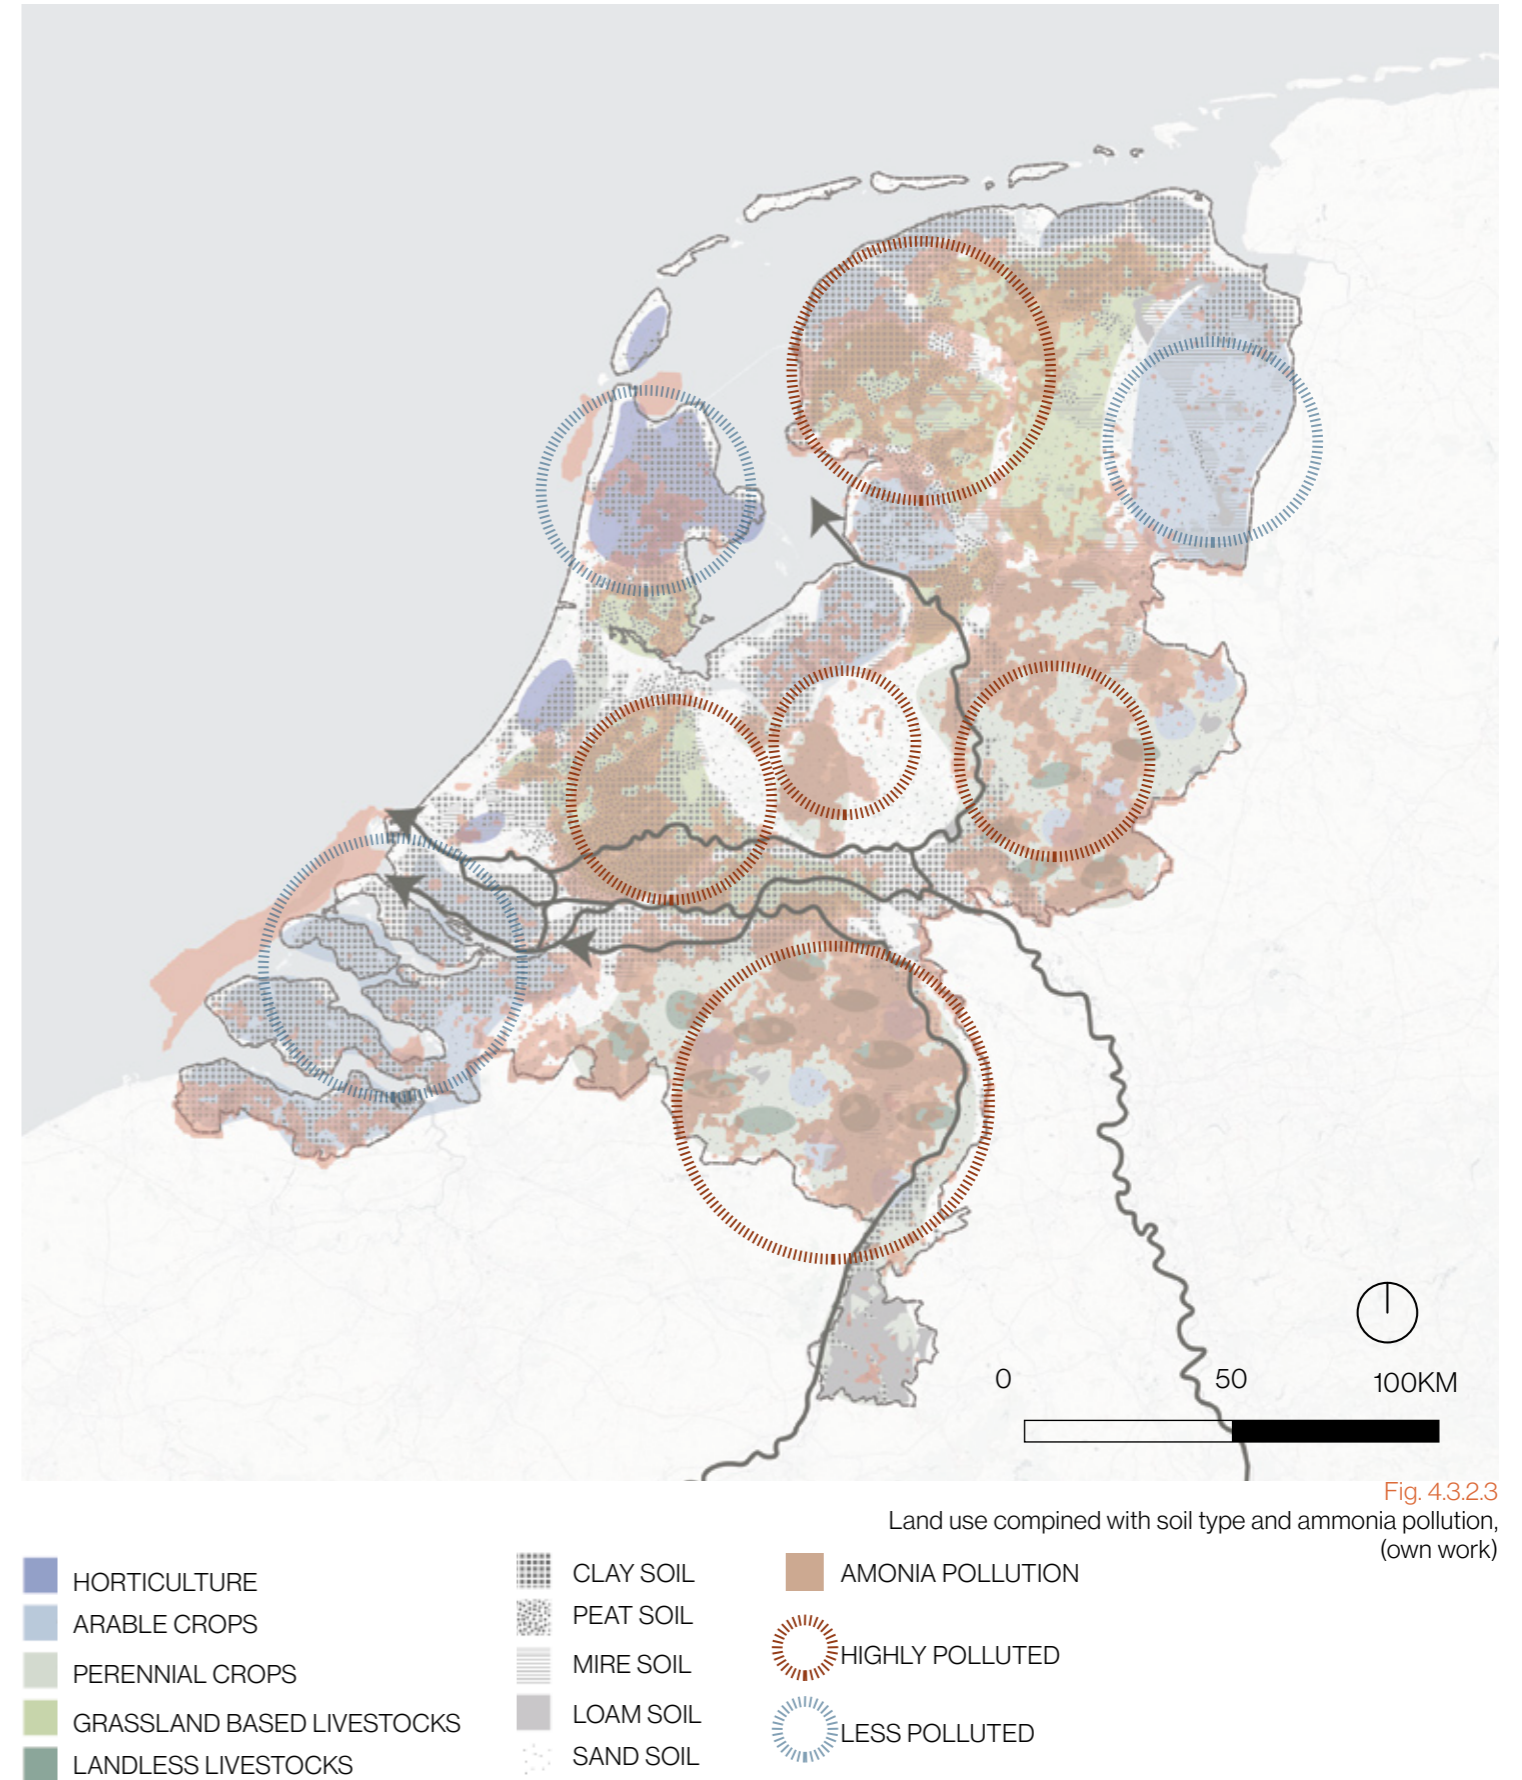 0
50
100KM
Fig. 4.3.2.3
Land use compined with soil type and ammonia pollution,
(own work)
HORTICULTURE
ARABLE CROPS
PERENNIAL CROPS
GRASSLAND BASED LIVESTOCKS
LANDLESS LIVESTOCKS
CLAY SOIL
PEAT SOIL
MIRE SOIL
LOAM SOIL
SAND SOIL
AMONIA POLLUTION
HIGHLY POLLUTED
LESS POLLUTED